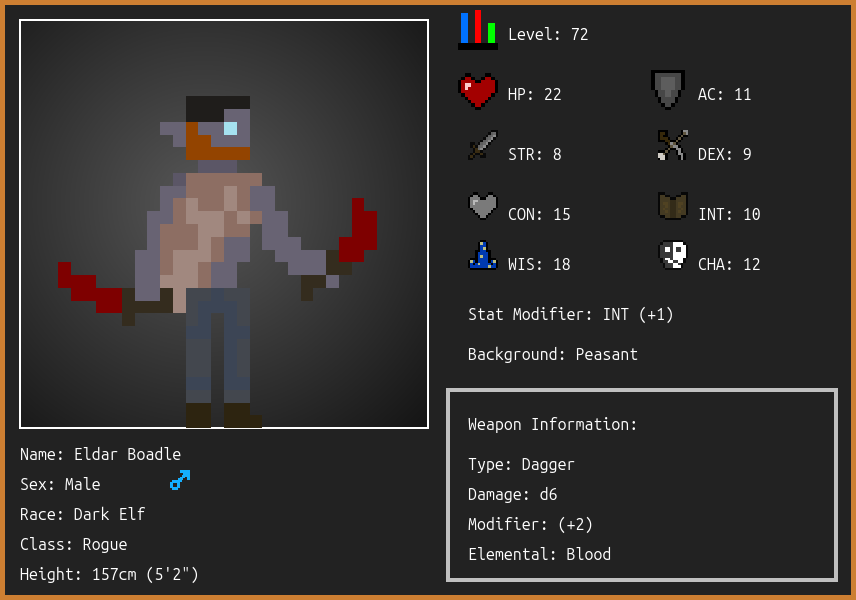 Level: 72
HP: 22
AC: 11
STR: 8
DEX: 9
CON: 15
INT: 10
WIS: 18
CHA: 12
Stat Modifier: INT (+1)
Background: Peasant
Weapon Information:
Type: Dagger
Damage: d6
Modifier: (+2)
Elemental: Blood
Name: Eldar Boadle
Sex: Male
Race: Dark Elf
Class: Rogue
Height: 157cm (5'2")